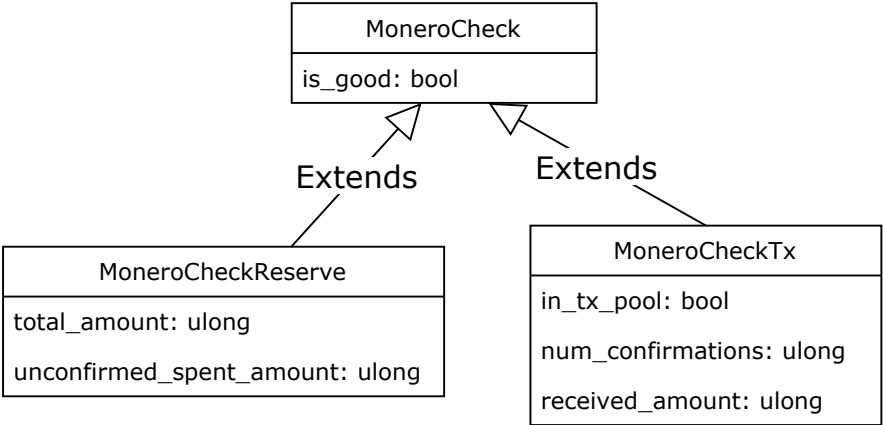 MoneroCheck
is_good: bool
Extends
Extends
MoneroCheckReserve
total_amount: ulong
unconfirmed_spent_amount: ulong
MoneroCheckTx
in_tx_pool: bool
num_confirmations: ulong
received_amount: ulong